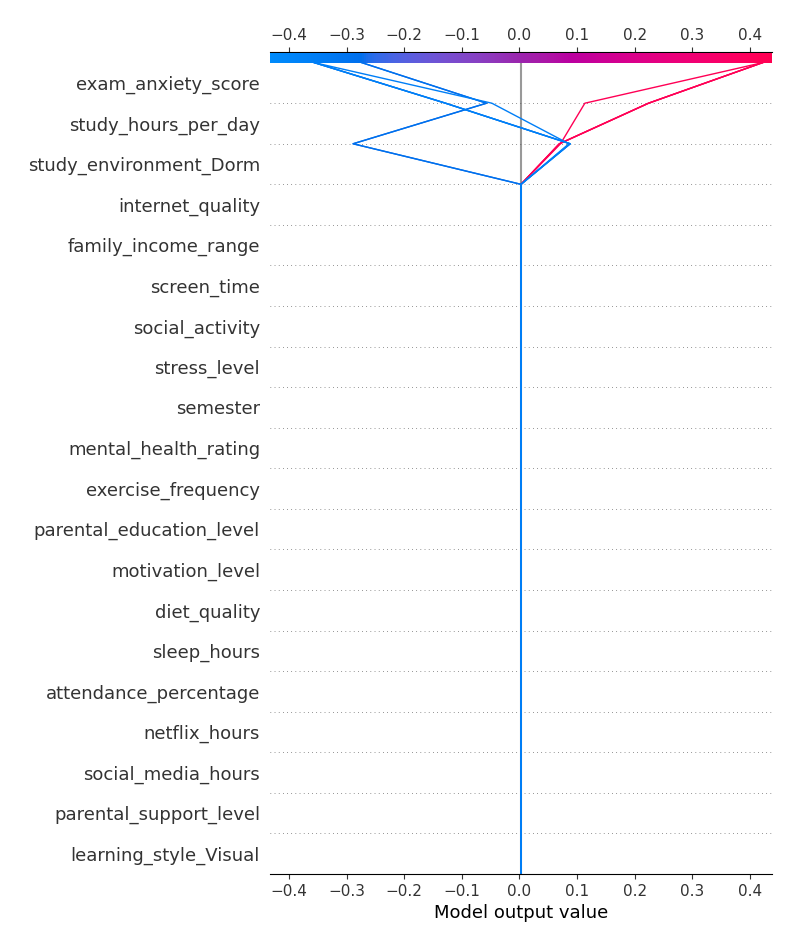 −0.4 −0.3 −0.2 −0.1 0.0 0.1 0.2 0.3 0.4
exam_anxiety_score
study_hours_per_day
study_environment_Dorm
internet_quality
family_income_range
screen_time
social_activity
stress_level
semester
mental_health_rating
exercise_frequency
parental_education_level
motivation_level
diet_quality
sleep_hours
attendance_percentage
netflix_hours
social_media_hours
parental_support_level
learning_style_Visual
−0.4 −0.3 −0.2 −0.1 0.0 0.1 0.2 0.3 0.4
Model output value